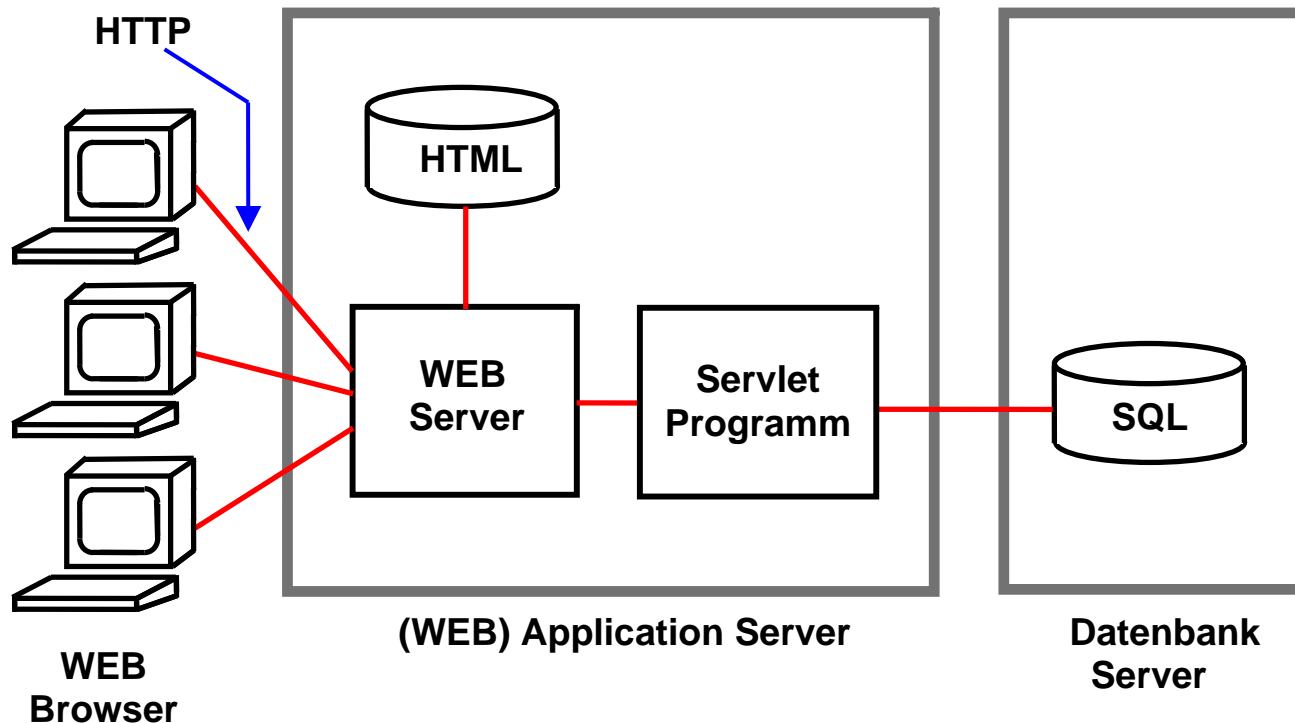 HTTP
HTML
WEB
Server
Servlet
Programm
SQL
(WEB) Application Server
Datenbank
Server
WEB
Browser